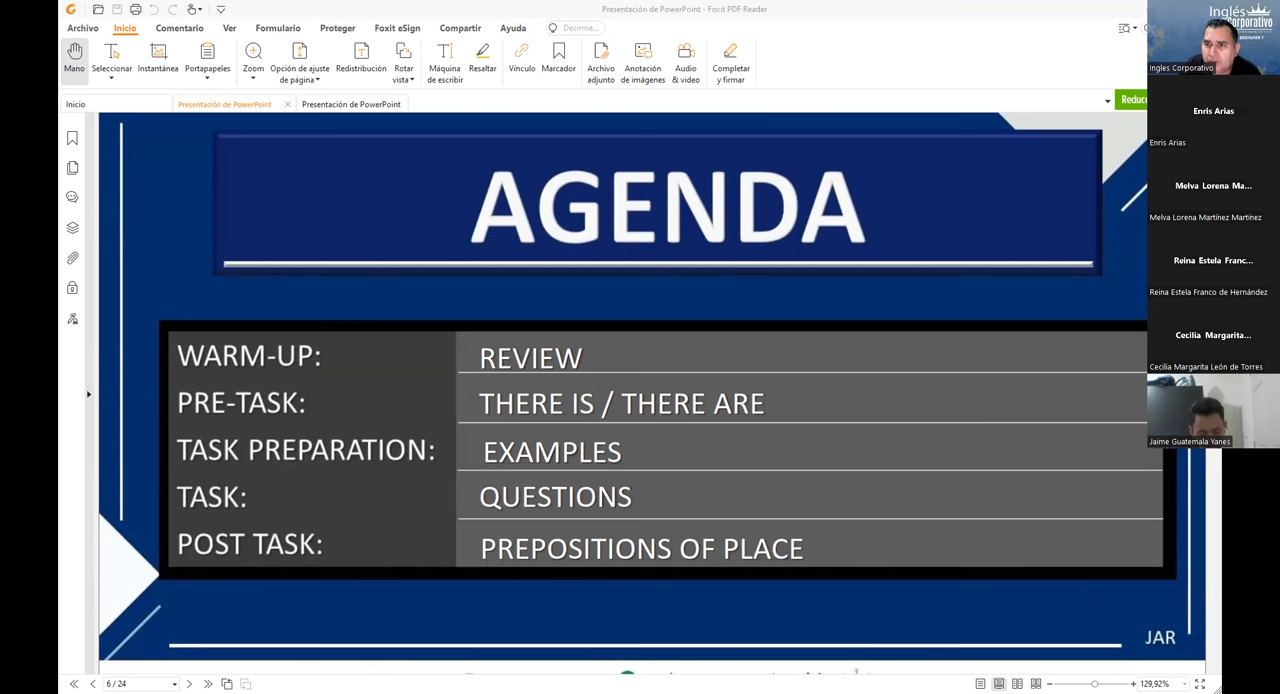 Presentación de PowerPoint - Foxit PDF Reader
Archivo Inicio Comentario Ver Formulario Proteger Foxit eSign Compartir Ayuda Decirme...
Mano Seleccionar Instantánea Portapapeles Zoom Opción de ajuste de página Redistribución Rotar vista Máquina de escribir Resaltar Vínculo Marcador Archivo adjunto Anotación de imágenes Audio & video Completar y firmar
Inicio Presentación de PowerPoint Presentación de PowerPoint
Reduce
AGENDA
WARM-UP: REVIEW
PRE-TASK: THERE IS / THERE ARE
TASK PREPARATION: EXAMPLES
TASK: QUESTIONS
POST TASK: PREPOSITIONS OF PLACE
JAR
6 / 24
129,92%
Inglés
Corporativo
BEGINNER 1
Ingles Corporativo
Enris Arias
Enris Arias
Melva Lorena Ma...
Melva Lorena Martínez Martínez
Reina Estela Franc...
Reina Estela Franco de Hernández
Cecilia Margarita...
Cecilia Margarita León de Torres
Jaime Guatemala Yanes